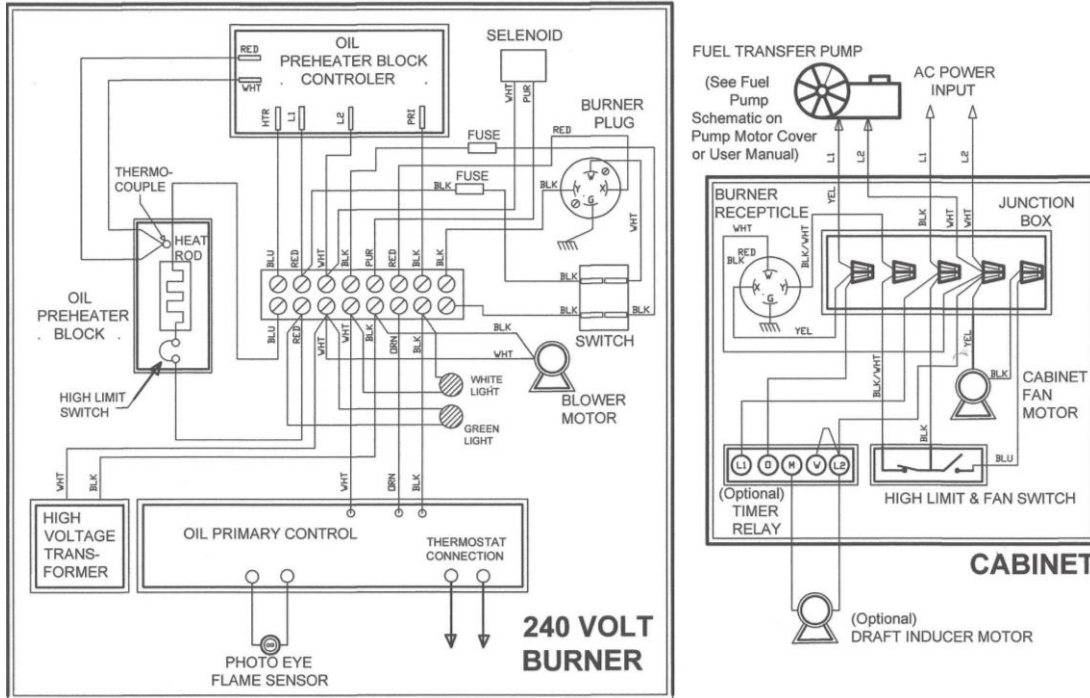 OIL
PREHEATER BLOCK
CONTROLER
RED
WHT
HTR
L1
L2
PRI
SELENOID
WHT
PUR
BURNER
PLUG
RED
FUSE
FUSE
BLK
BLK
Y
X
G
WHT
THERMO-
COUPLE
HEAT
ROD
OIL
PREHEATER
BLOCK
HIGH LIMIT
SWITCH
BLU
RED
WHT
BLK
PUR
RED
BLK
BLK
BLU
RED
WHT
WHT
BLK
ORN
BLK
BLK
BLK
BLK
SWITCH
BLK
WHT
BLOWER
MOTOR
WHITE
LIGHT
GREEN
LIGHT
WHT
BLK
WHT
ORN
BLK
HIGH
VOLTAGE
TRANS-
FORMER
OIL PRIMARY CONTROL
THERMOSTAT
CONNECTION
PHOTO EYE
FLAME SENSOR
240 VOLT
BURNER
FUEL TRANSFER PUMP
(See Fuel
Pump
Schematic on
Pump Motor Cover
or User Manual)
AC POWER
INPUT
L1
L2
L1
L2
YEL
BLK
WHT
WHT
BURNER
RECEPTICLE
JUNCTION
BOX
WHT
RED
BLK
BLK/WHT
W
X
Y
G
YEL
BLK/WHT
YEL
BLK
CABINET
FAN
MOTOR
BLK
BLU
L1
O
M
W
L2
(Optional)
TIMER
RELAY
HIGH LIMIT & FAN SWITCH
CABINET
(Optional)
DRAFT INDUCER MOTOR